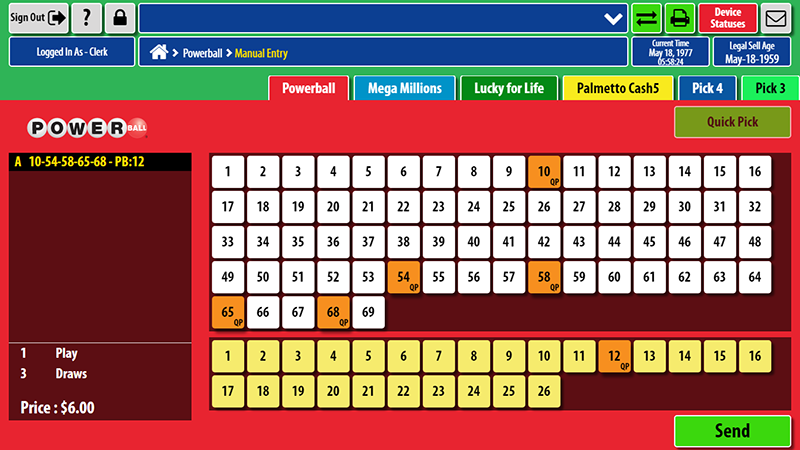 Sign Out ?
Device Statuses
Logged In As - Clerk
Powerball Manual Entry
Current Time
May 18, 1977
05:58:24
Legal Sell Age
May-18-1959
Powerball Mega Millions Lucky for Life Palmetto Cash5 Pick 4 Pick 3
POWERBALL
Quick Pick
A 10-54-58-65-68 - PB:12
1 2 3 4 5 6 7 8 9 10 QP 11 12 13 14 15 16
17 18 19 20 21 22 23 24 25 26 27 28 29 30 31 32
33 34 35 36 37 38 39 40 41 42 43 44 45 46 47 48
49 50 51 52 53 54 QP 55 56 57 58 QP 59 60 61 62 63 64
65 QP 66 67 68 QP 69
1 Play
3 Draws
Price : $6.00
1 2 3 4 5 6 7 8 9 10 11 12 QP 13 14 15 16
17 18 19 20 21 22 23 24 25 26
Send